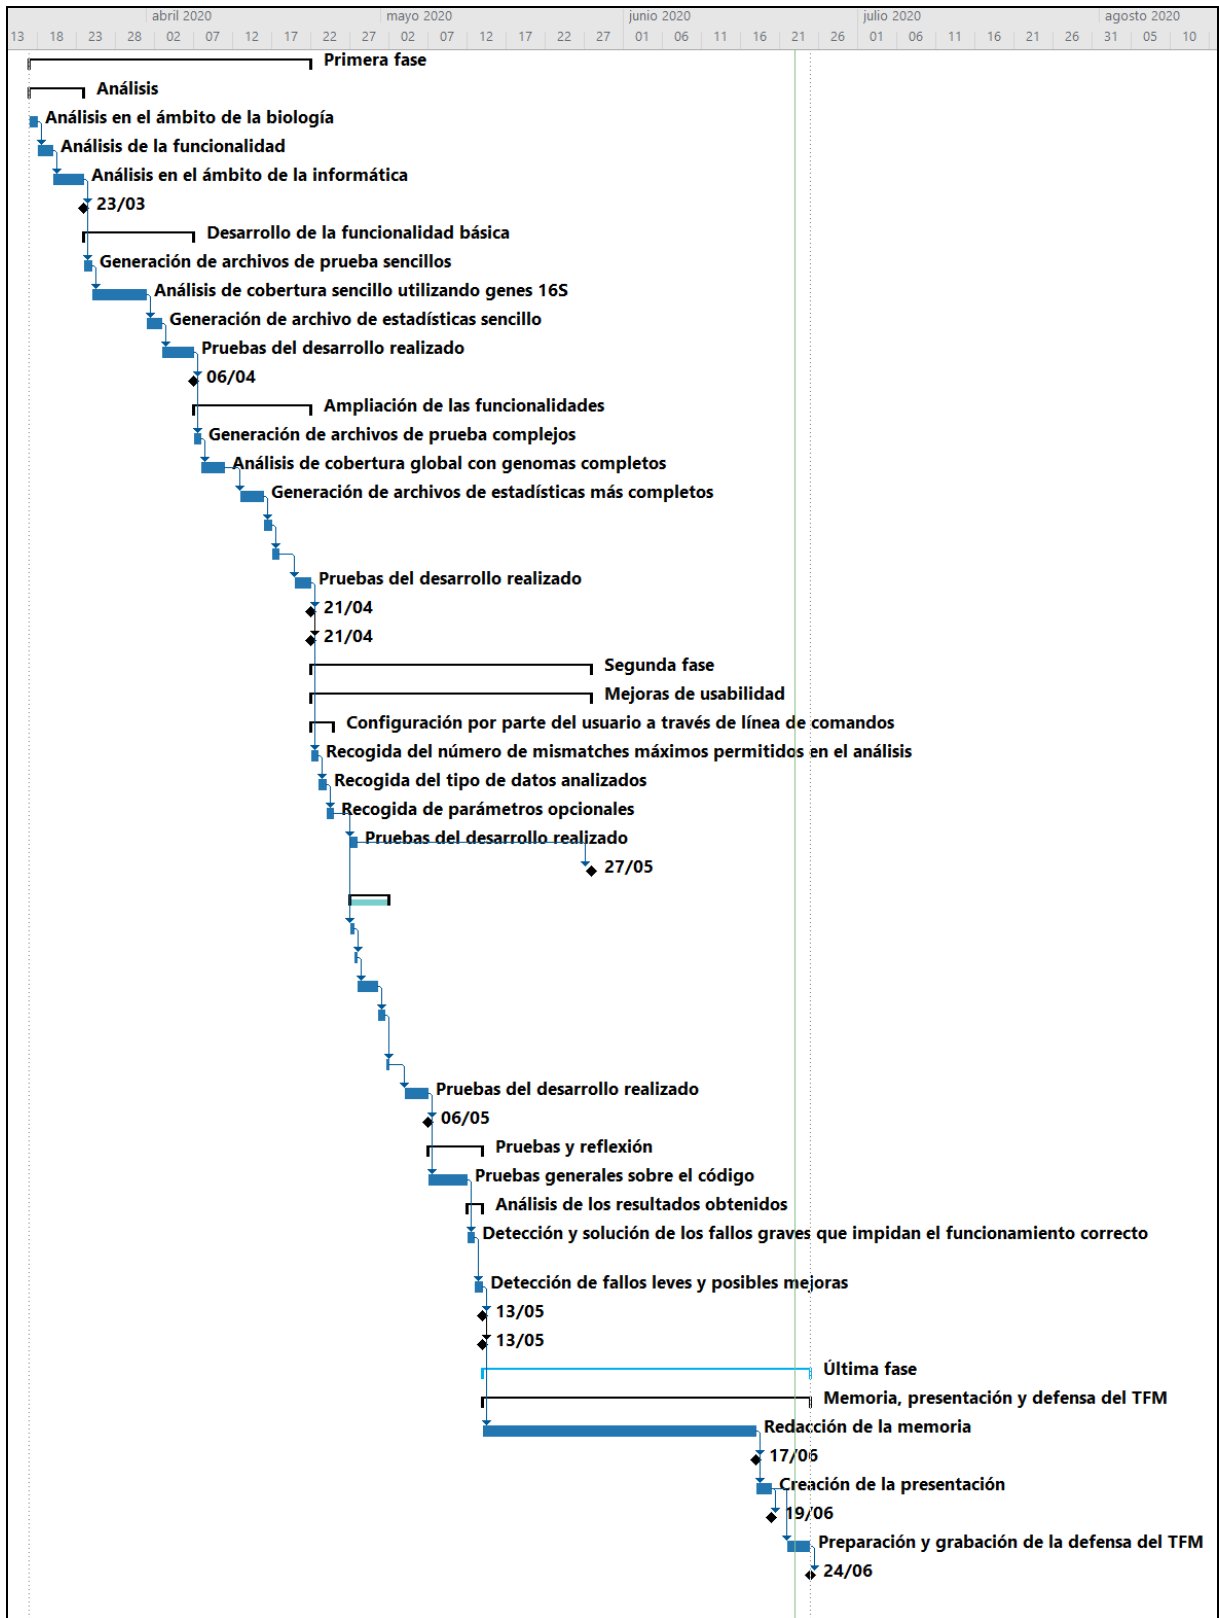 abril 2020 mayo 2020 junio 2020 julio 2020 agosto 2020
13 18 23 28 02 07 12 17 27 02 07 12 17 22 27 01 06 11 16 21 26 01 06 11 16 21 26 31 05 10
Primera fase
Análisis
Análisis en el ámbito de la biología
Análisis de la funcionalidad
Análisis en el ámbito de la informática
23/03
Desarrollo de la funcionalidad básica
Generación de archivos de prueba sencillos
Análisis de cobertura sencillo utilizando genes 16S
Generación de archivo de estadísticas sencillo
Pruebas del desarrollo realizado
06/04
Ampliación de las funcionalidades
Generación de archivos de prueba complejos
Análisis de cobertura global con genomas completos
Generación de archivos de estadísticas más completos
Pruebas del desarrollo realizado
21/04
21/04
Segunda fase
Mejoras de usabilidad
Configuración por parte del usuario a través de línea de comandos
Recogida del número de mismatches máximos permitidos en el análisis
Recogida del tipo de datos analizados
Recogida de parámetros opcionales
Pruebas del desarrollo realizado
27/05
Pruebas del desarrollo realizado
06/05
Pruebas y reflexión
Pruebas generales sobre el código
Análisis de los resultados obtenidos
Detección y solución de los fallos graves que impidan el funcionamiento correcto
Detección de fallos leves y posibles mejoras
13/05
13/05
Última fase
Memoria, presentación y defensa del TFM
Redacción de la memoria
17/06
Creación de la presentación
19/06
Preparación y grabación de la defensa del TFM
24/06